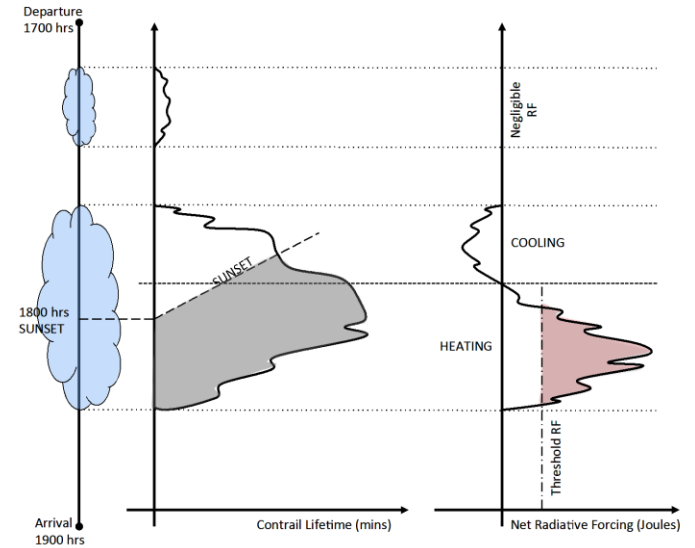 Departure
1700 hrs
Negligible
RF
COOLING
SUNSET
1800 hrs
SUNSET
HEATING
Threshold RF
Arrival
1900 hrs
Contrail Lifetime (mins)
Net Radiative Forcing (Joules)